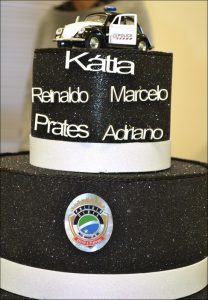 Kátia
Reinaldo Marcelo
Prates Adriano